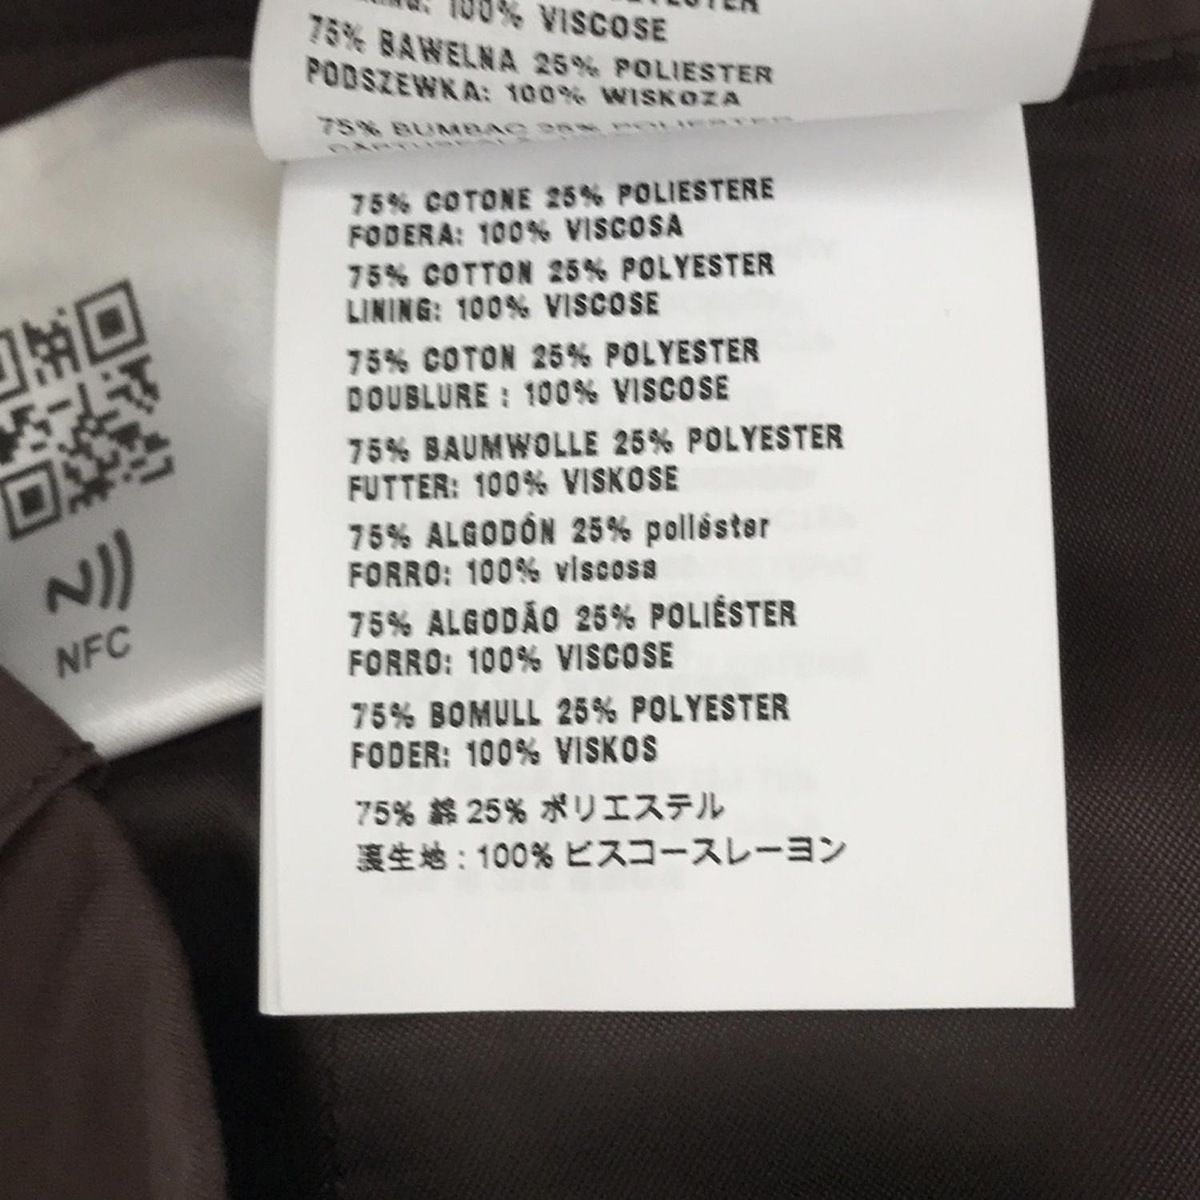 100% VISCOSE
75% BAWELNA 25% POLIESTER
PODSZEWKA: 100% WISKOZA
75% BUMBAC 25% POLIESTER
75% COTONE 25% POLIESTERE
FODERA: 100% VISCOSA
75% COTTON 25% POLYESTER
LINING: 100% VISCOSE
75% COTON 25% POLYESTER
DOUBLURE : 100% VISCOSE
75% BAUMWOLLE 25% POLYESTER
FUTTER: 100% VISKOSE
75% ALGODÓN 25% poliéster
FORRO: 100% viscosa
75% ALGODÃO 25% POLIÉSTER
FORRO: 100% VISCOSE
75% BOMULL 25% POLYESTER
FODER: 100% VISKOS
75% 綿 25% ポリエステル
裏生地 : 100% ビスコースレーヨン
NFC